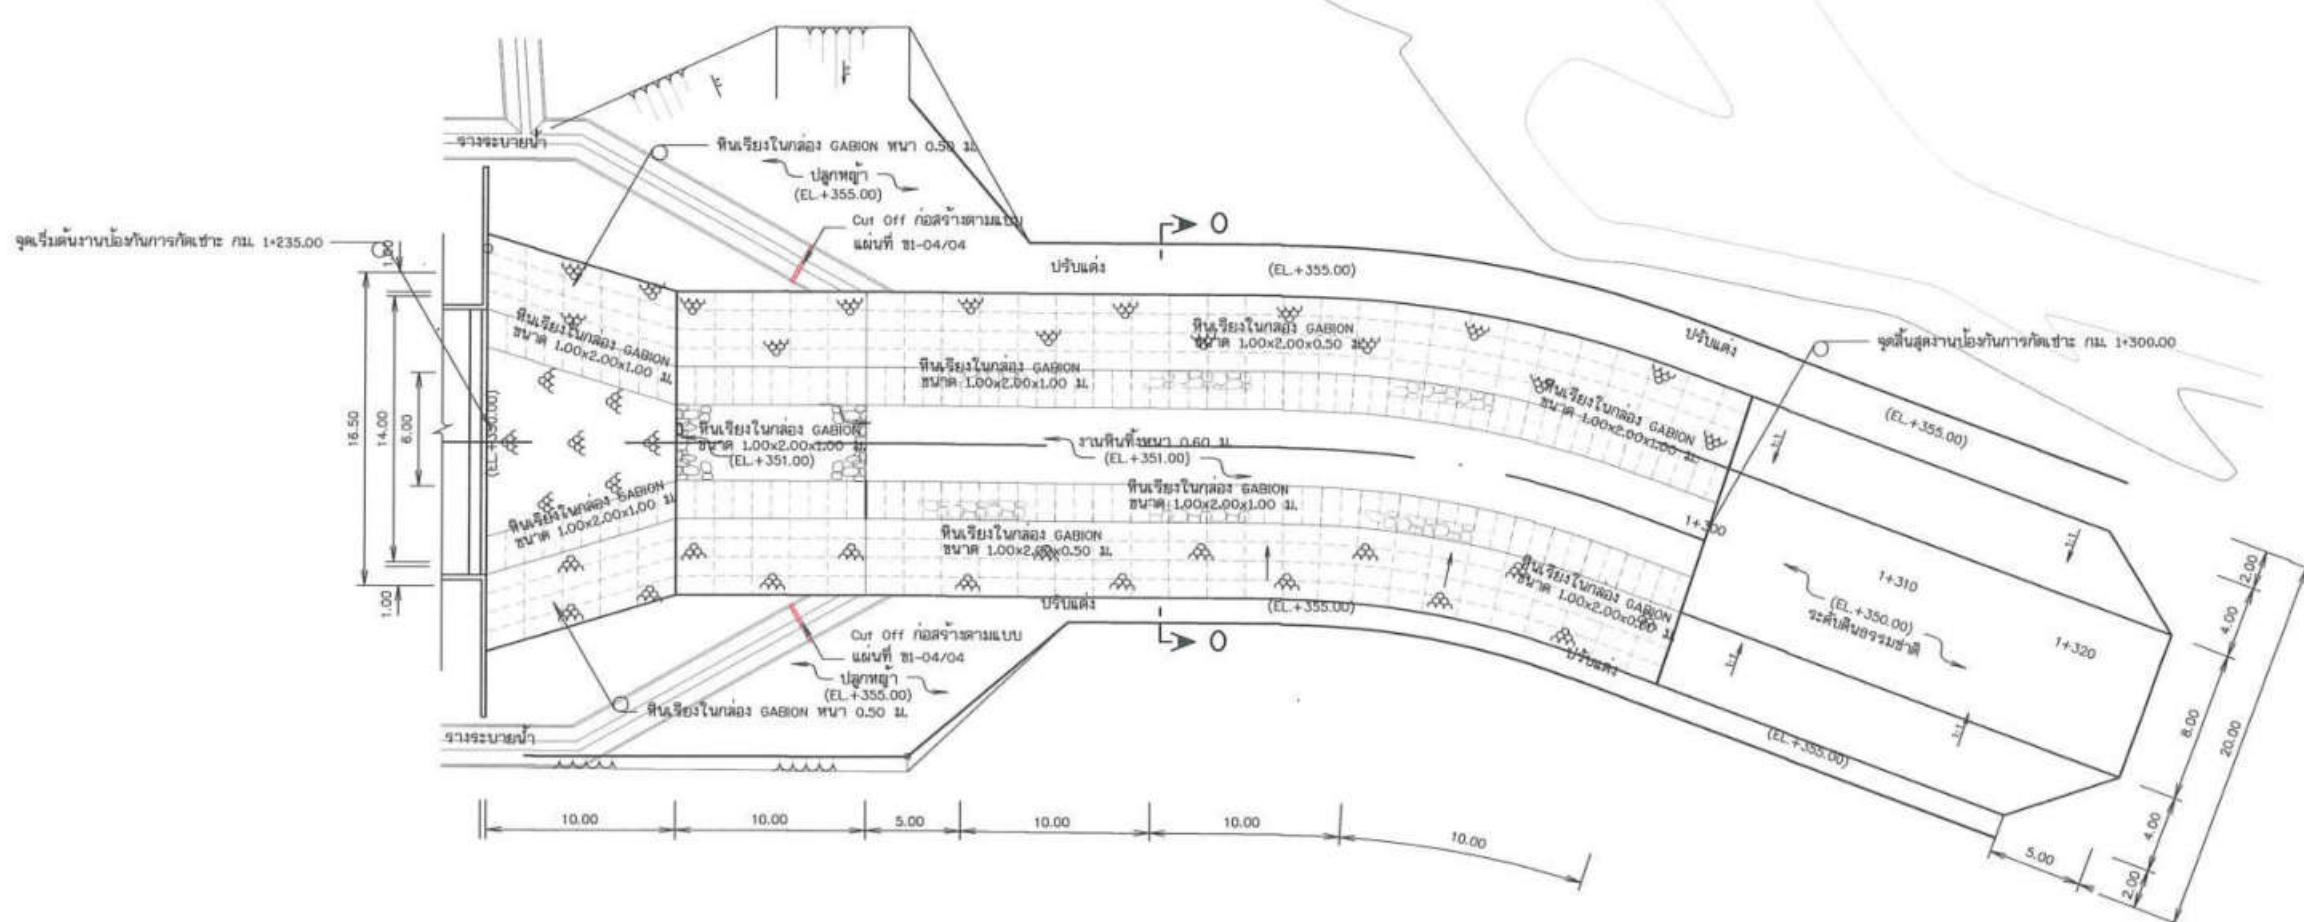 รางระบายน้ำ
หินเรียงในกล่อง GABION หนา 0.50 ม.
ปลูกหญ้า
(EL.+355.00)
Cut Off ก่อสร้างตามแบบ
แผ่นที่ ข1-04/04
จุดเริ่มต้นงานป้องกันการกัดเซาะ กม. 1+235.00
1.00
16.50
14.00
6.00
1.00
(EL.+350.00)
O
ปรับแต่ง
(EL.+355.00)
ปรับแต่ง
จุดสิ้นสุดงานป้องกันการกัดเซาะ กม. 1+300.00
หินเรียงในกล่อง GABION
ขนาด 1.00x2.00x1.00 ม.
หินเรียงในกล่อง GABION
ขนาด 1.00x2.00x0.50 ม.
หินเรียงในกล่อง GABION
ขนาด 1.00x2.00x1.00 ม.
หินเรียงในกล่อง GABION
ขนาด 1.00x2.00x1.00 ม.
(EL.+355.00)
1:1
หินเรียงในกล่อง GABION
ขนาด 1.00x2.00x1.00 ม.
(EL.+351.00)
งานหินทิ้งหนา 0.60 ม.
(EL.+351.00)
หินเรียงในกล่อง GABION
ขนาด 1.00x2.00x1.00 ม.
หินเรียงในกล่อง GABION
ขนาด 1.00x2.00x1.00 ม.
หินเรียงในกล่อง GABION
ขนาด 1.00x2.00x0.50 ม.
หินเรียงในกล่อง GABION
1+300
1:1
1+310
(EL.+350.00)
ระดับดินธรรมชาติ
1+320
1:1
1:1
ปรับแต่ง
(EL.+355.00)
ปรับแต่ง
O
Cut Off ก่อสร้างตามแบบ
แผ่นที่ ข1-04/04
ปลูกหญ้า
(EL.+355.00)
หินเรียงในกล่อง GABION หนา 0.50 ม.
รางระบายน้ำ
(EL.+355.00)
2.00
4.00
8.00
20.00
4.00
2.00
5.00
10.00
10.00
5.00
10.00
10.00
10.00